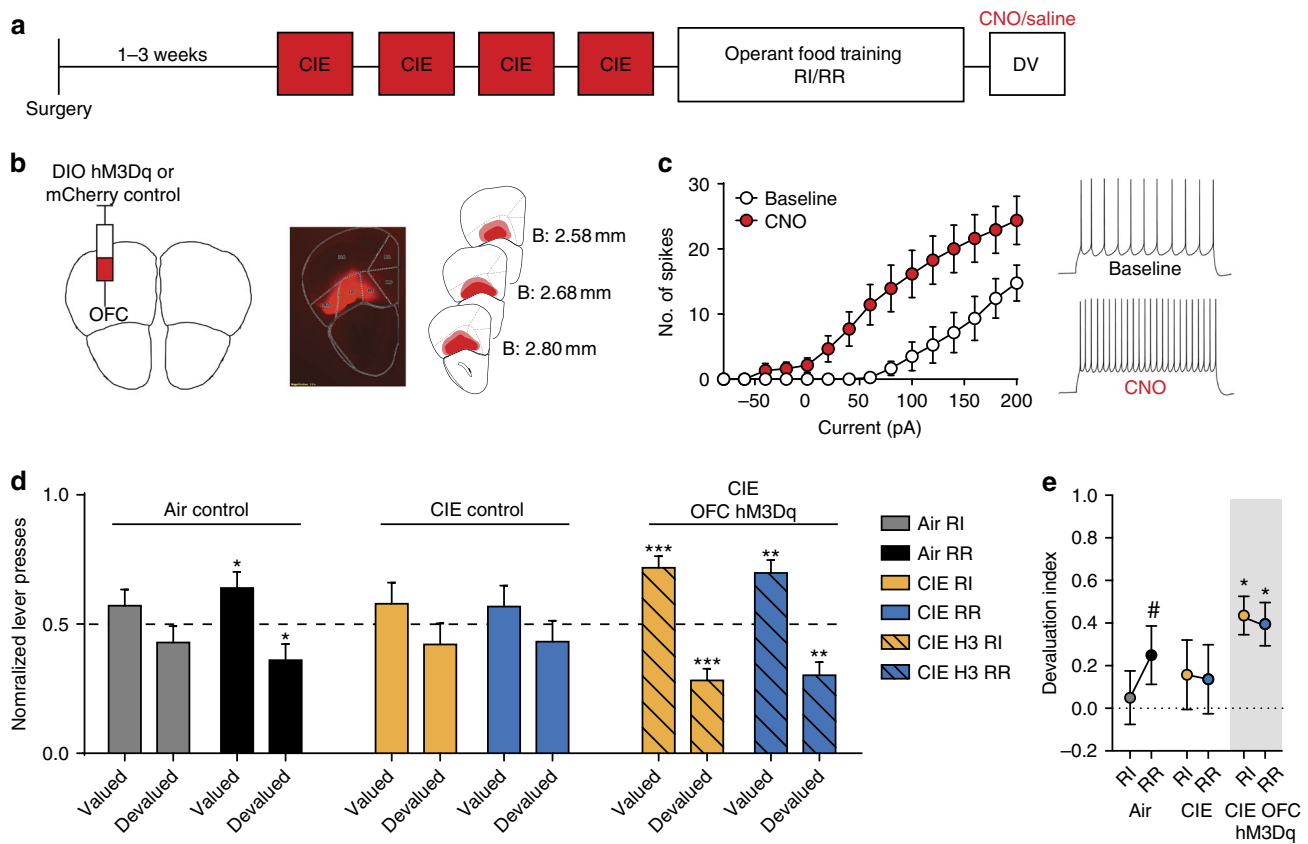 a
Surgery
1–3 weeks
CIE
CIE
CIE
CIE
Operant food training
RI/RR
CNO/saline
DV
b
DIO hM3Dq or
mCherry control
OFC
B: 2.58 mm
B: 2.68 mm
B: 2.80 mm
c
No. of spikes
30
20
10
0
Baseline
CNO
–50
0
50
100
150
200
Current (pA)
Baseline
CNO
d
Nonnralized lever presses
1.0
0.5
0.0
Air control
CIE control
CIE
OFC hM3Dq
*
*
***
***
**
**
Valued
Devalued
Valued
Devalued
Valued
Devalued
Valued
Devalued
Valued
Devalued
Valued
Devalued
Air RI
Air RR
CIE RI
CIE RR
CIE H3 RI
CIE H3 RR
e
Devaluation index
1.0
0.8
0.6
0.4
0.2
0.0
–0.2
#
*
*
RI
RR
RI
RR
RI
RR
Air
CIE
CIE OFC
hM3Dq